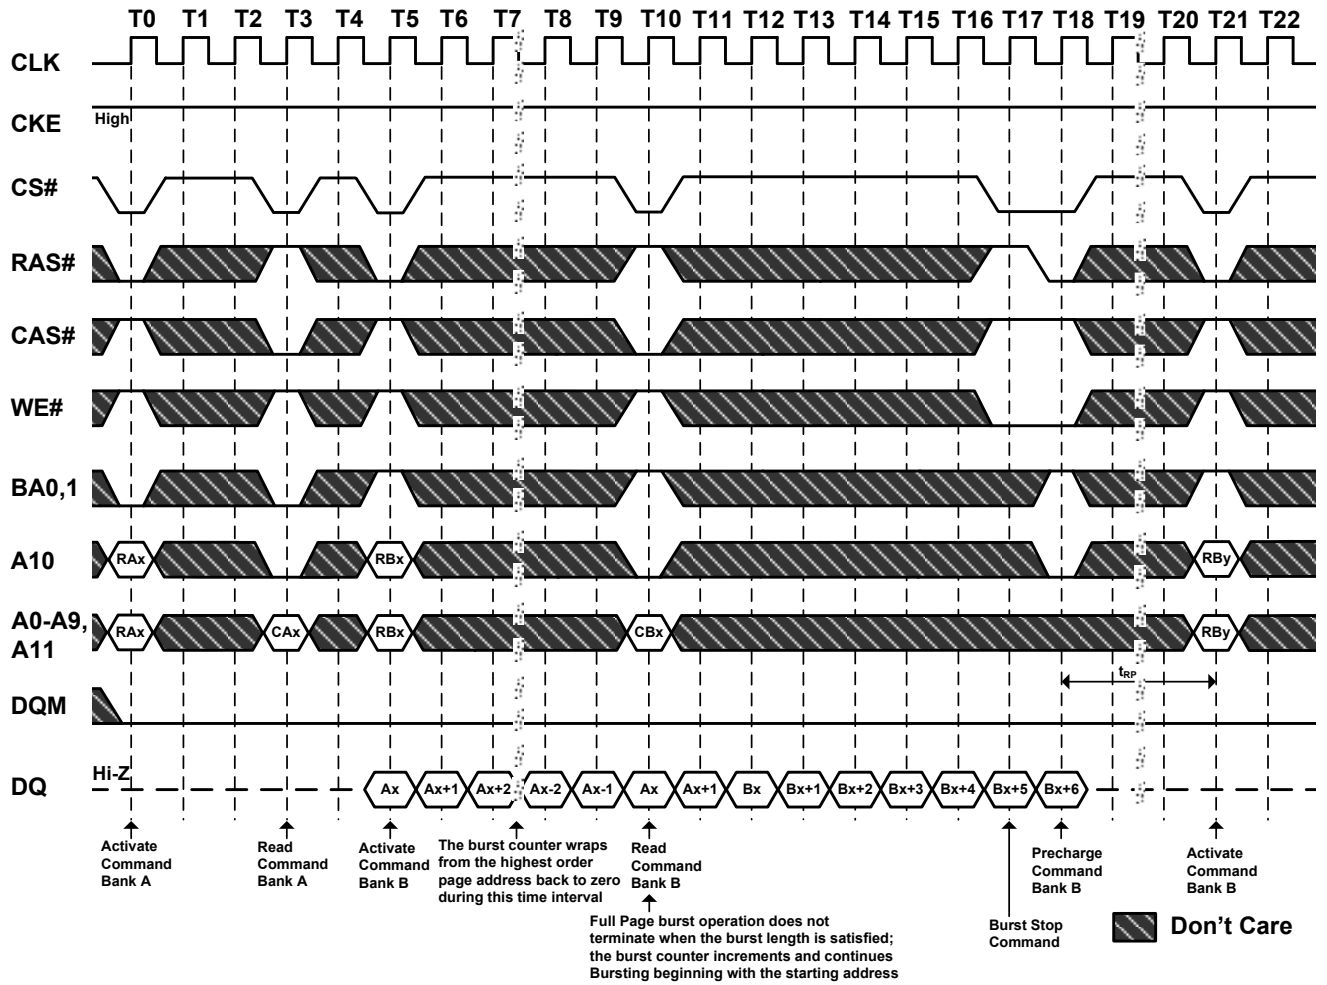 T0 T1 T2 T3 T4 T5 T6 T7 T8 T9 T10 T11 T12 T13 T14 T15 T16 T17 T18 T19 T20 T21 T22
CLK
CKE High
CS#
RAS#
CAS#
WE#
BA0,1
A10 RAx RBx RBy
A0-A9,
A11 RAx CAx RBx CBx RBy
tRP
DQM
DQ Hi-Z Ax Ax+1 Ax+2 Ax-2 Ax-1 Ax Ax+1 Bx Bx+1 Bx+2 Bx+3 Bx+4 Bx+5 Bx+6
Activate
Command
Bank A
Read
Command
Bank A
Activate
Command
Bank B
The burst counter wraps
from the highest order
page address back to zero
during this time interval
Read
Command
Bank B
Full Page burst operation does not
terminate when the burst length is satisfied;
the burst counter increments and continues
Bursting beginning with the starting address
Burst Stop
Command
Precharge
Command
Bank B
Activate
Command
Bank B
Don't Care